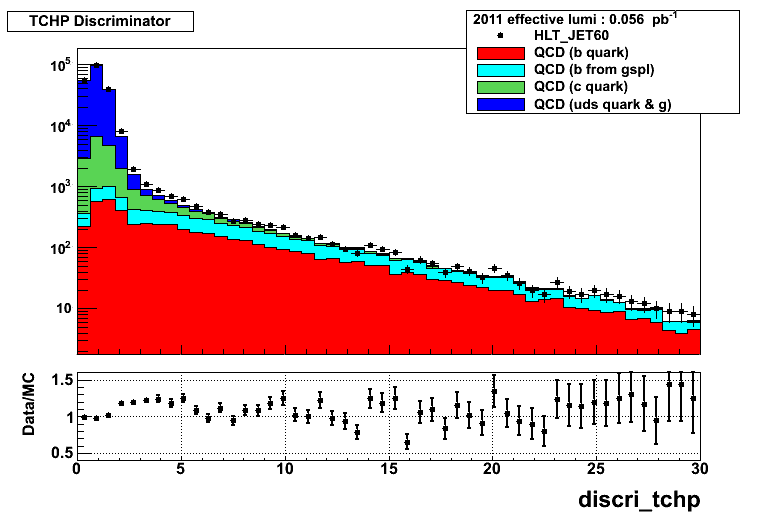 TCHP Discriminator
2011 effective lumi : 0.056 pb-1
HLT_JET60
QCD (b quark)
QCD (b from gspl)
QCD (c quark)
QCD (uds quark & g)
10^5
10^4
10^3
10^2
10
Data/MC
1.5
1
0.5
0 5 10 15 20 25 30
discri_tchp